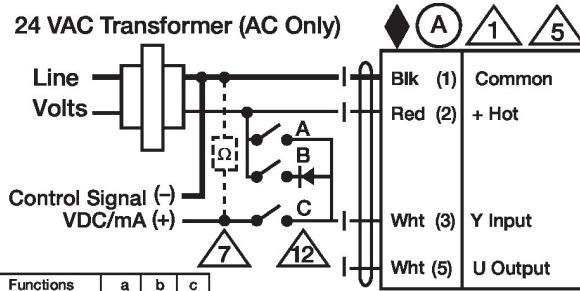 24 VAC Transformer (AC Only)
A 1 5
Line
Volts
Blk (1) Common
Red (2) + Hot
A
Ω
B
Control Signal (−)
VDC/mA (+)
C
Wht (3) Y Input
7 12
Wht (5) U Output
Functions a b c